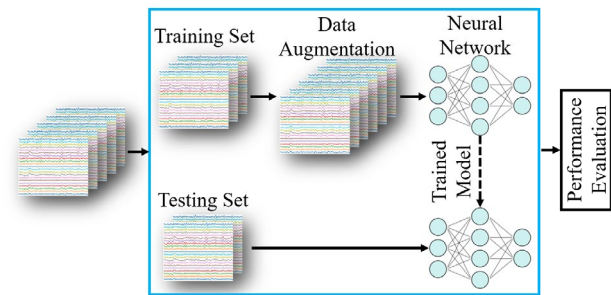 Training Set
Data
Augmentation
Neural
Network
Trained
Model
Performance
Evaluation
Testing Set